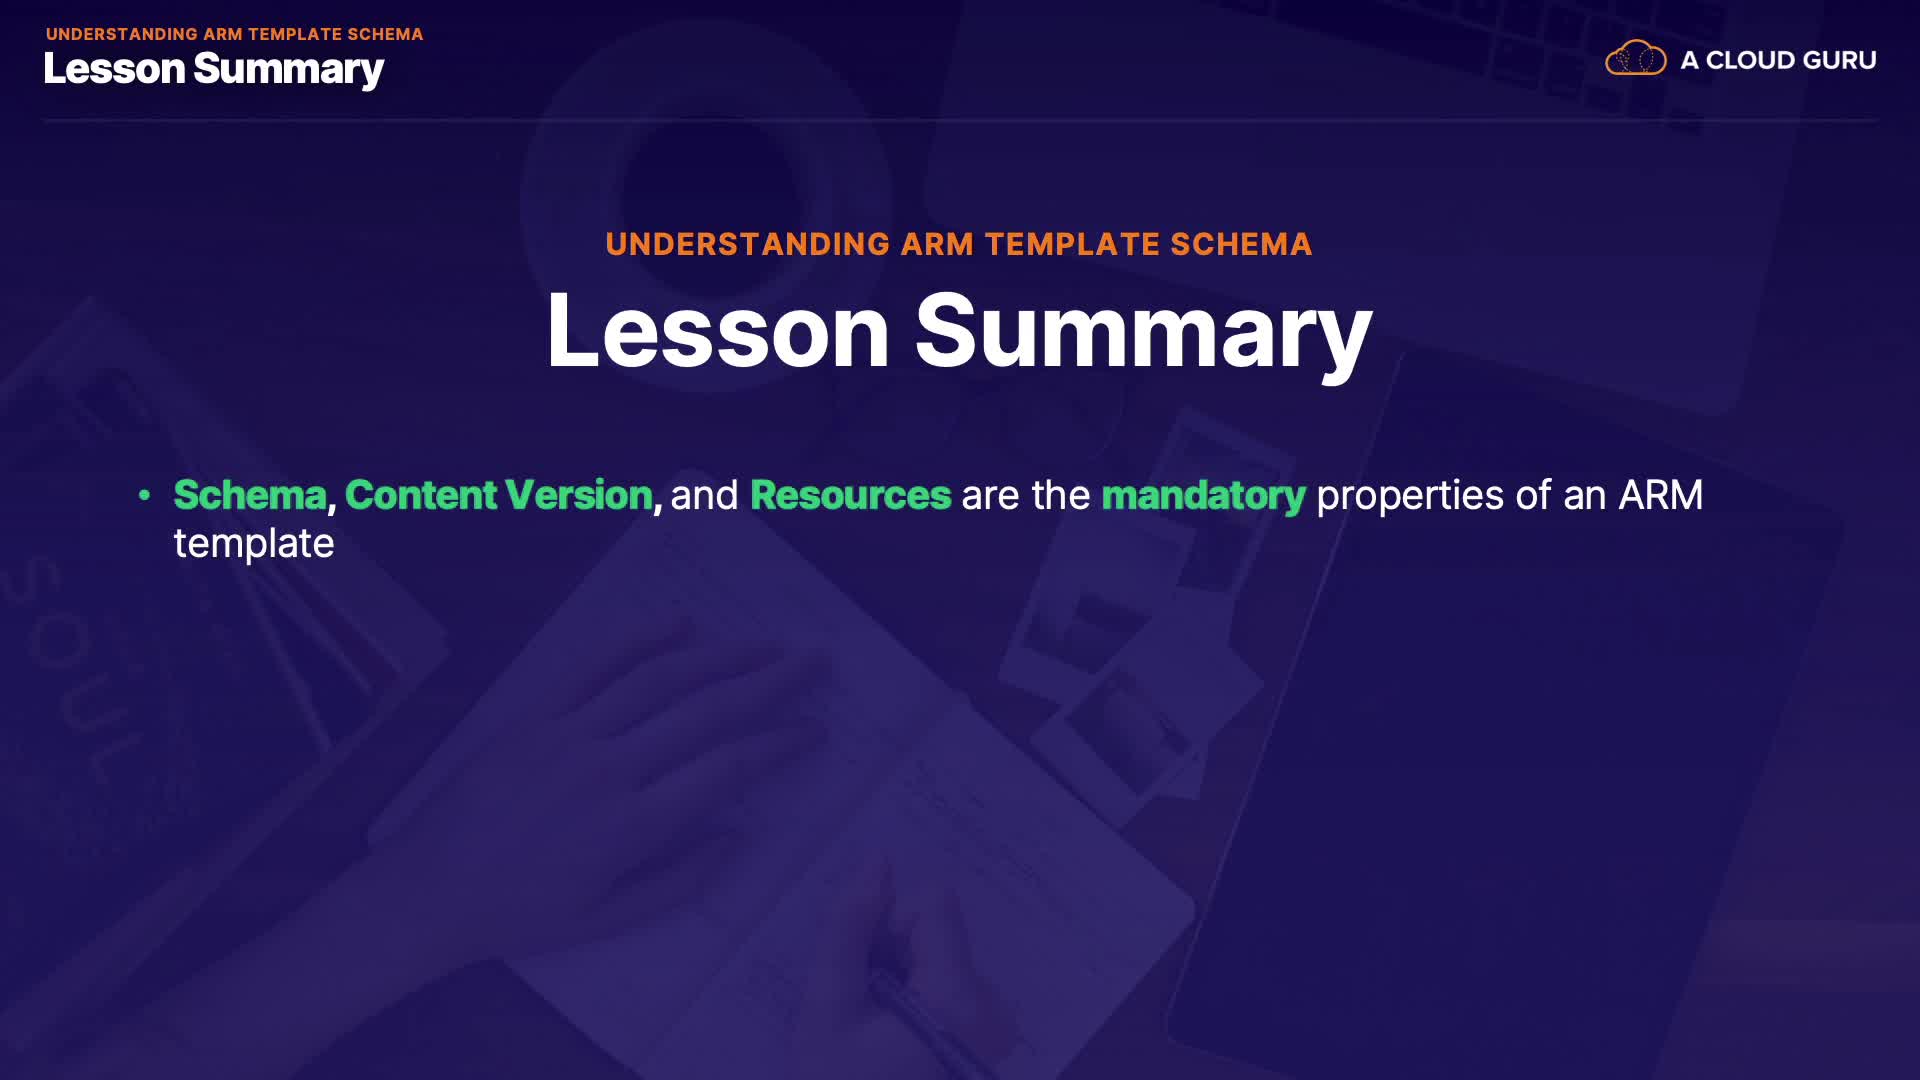 UNDERSTANDING ARM TEMPLATE SCHEMA
Lesson Summary
A CLOUD GURU
UNDERSTANDING ARM TEMPLATE SCHEMA
Lesson Summary
• Schema, Content Version, and Resources are the mandatory properties of an ARM
template
SOUL